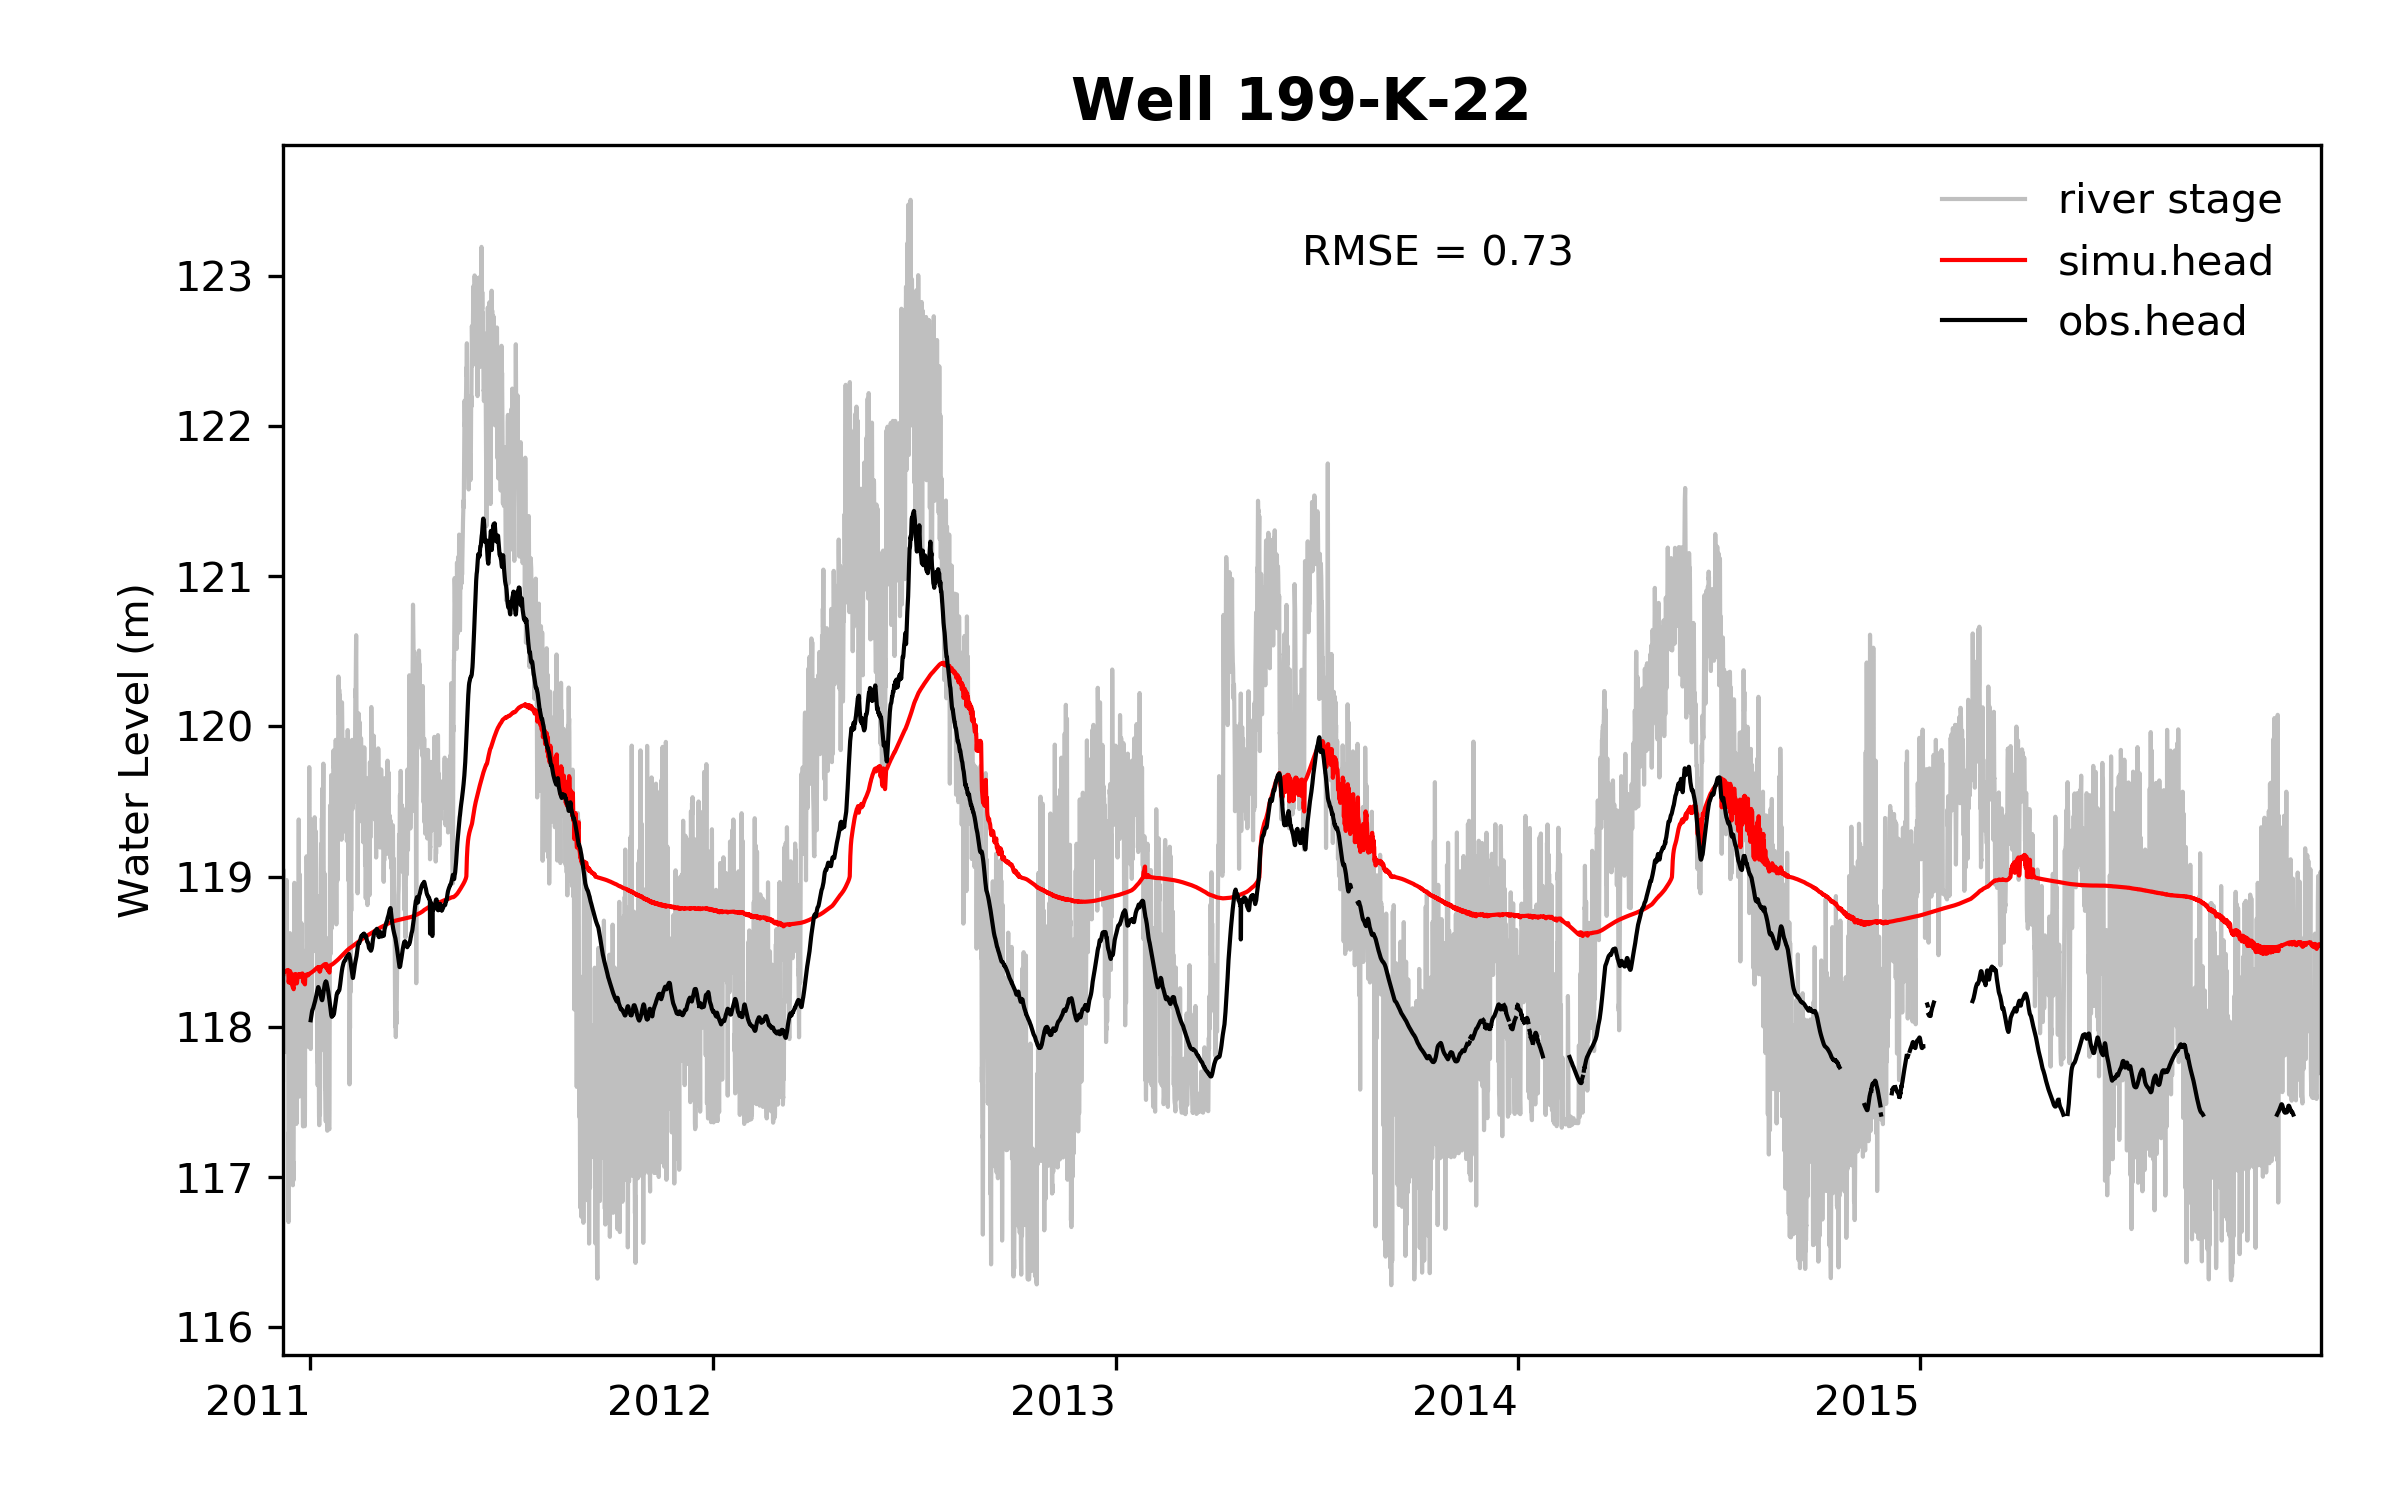 Well 199-K-22
river stage
RMSE = 0.73
simu.head
obs.head
Water Level (m)
123
122
121
120
119
118
117
116
2011
2012
2013
2014
2015